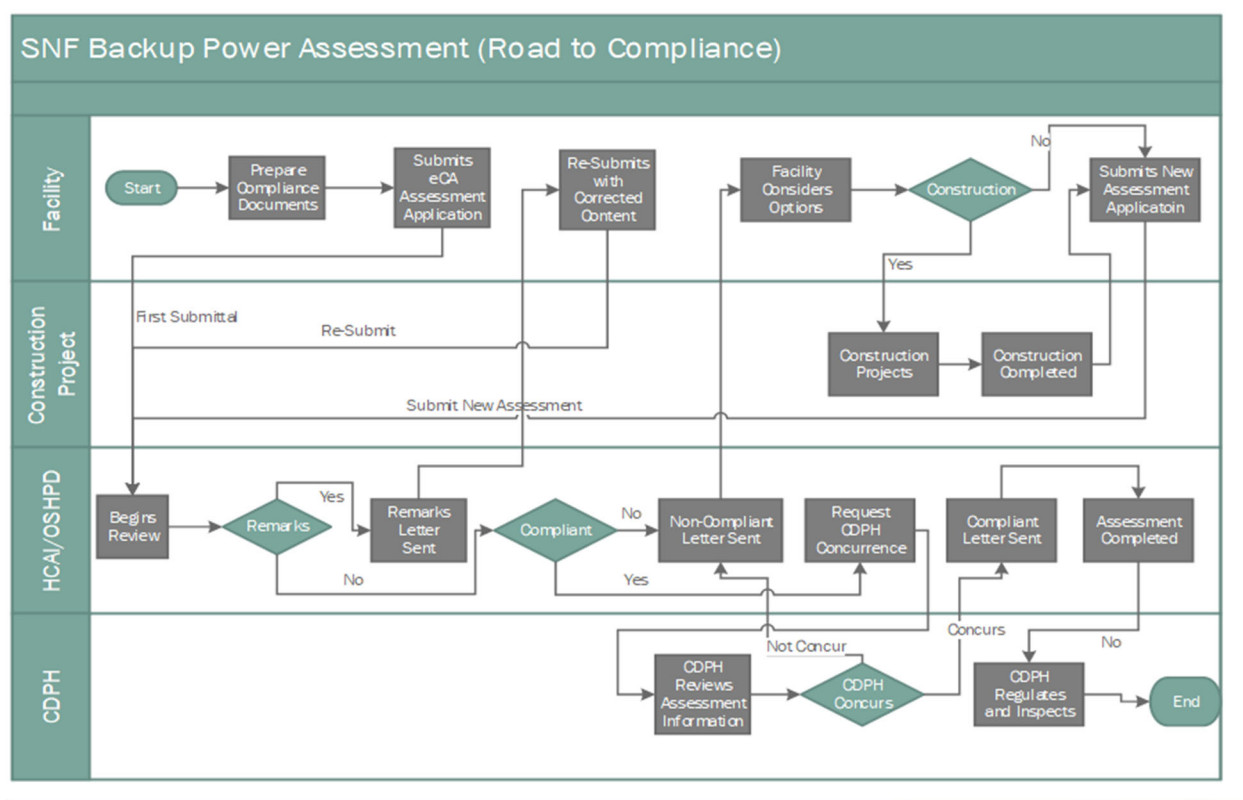 SNF Backup Power Assessment (Road to Compliance)
Facility
Start
Prepare
Compliance
Documents
Submits
eCA
Assessment
Application
Re-Submits
with
Corrected
Content
Facility
Considers
Options
Construction
No
Submits New
Assessment
Applicatoin
Yes
Construction
Project
First Submittal
Re-Submit
Construction
Projects
Construction
Completed
Submit New Assessment
HCAI/OSHPD
Begins
Review
Remarks
Yes
No
Remarks
Letter
Sent
Compliant
No
Yes
Non-Compliant
Letter Sent
Request
CDPH
Concurrence
Compliant
Letter Sent
Assessment
Completed
CDPH
CDPH
Reviews
Assessment
Information
Not Concur
CDPH
Concurs
Concurs
No
CDPH
Regulates
and Inspects
End